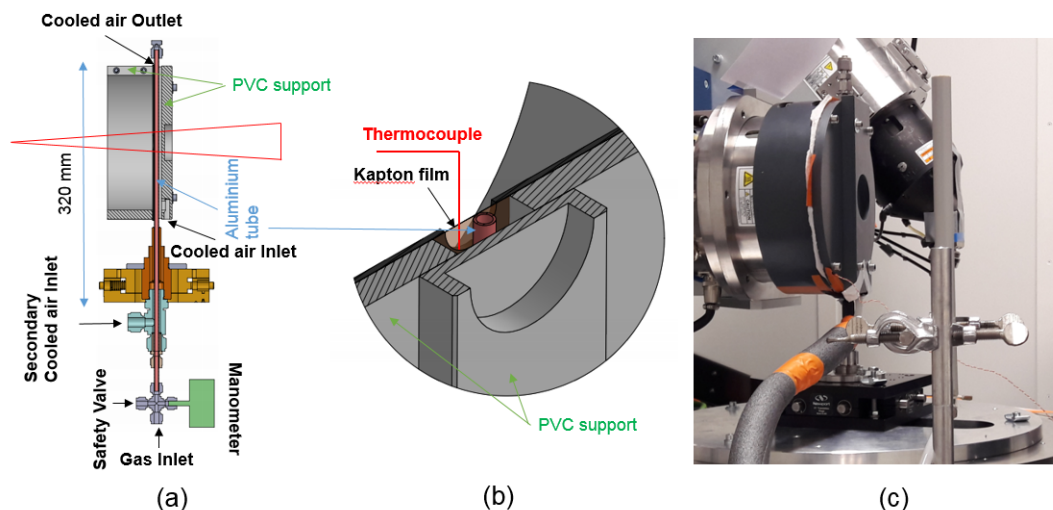 Cooled air Outlet
PVC support
320 mm
Aluminium
tube
Cooled air Inlet
Secondary
Cooled air Inlet
Safety Valve
Manometer
Gas Inlet
(a)
Thermocouple
Kapton film
PVC support
(b)
(c)